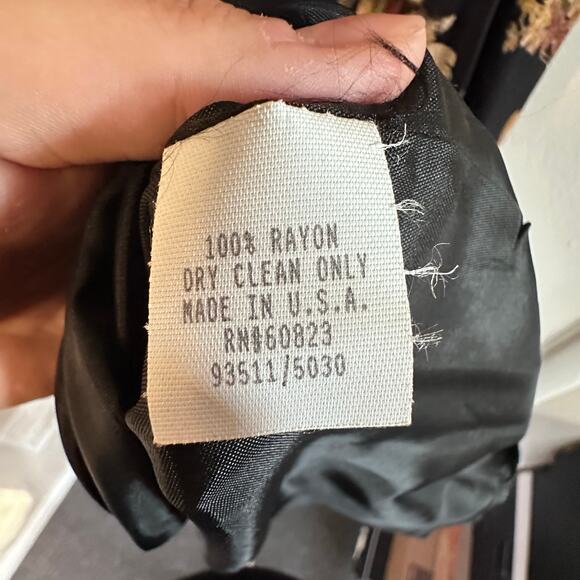 100% RAYON
DRY CLEAN ONLY
MADE IN U.S.A.
RN#60823
93511/5030